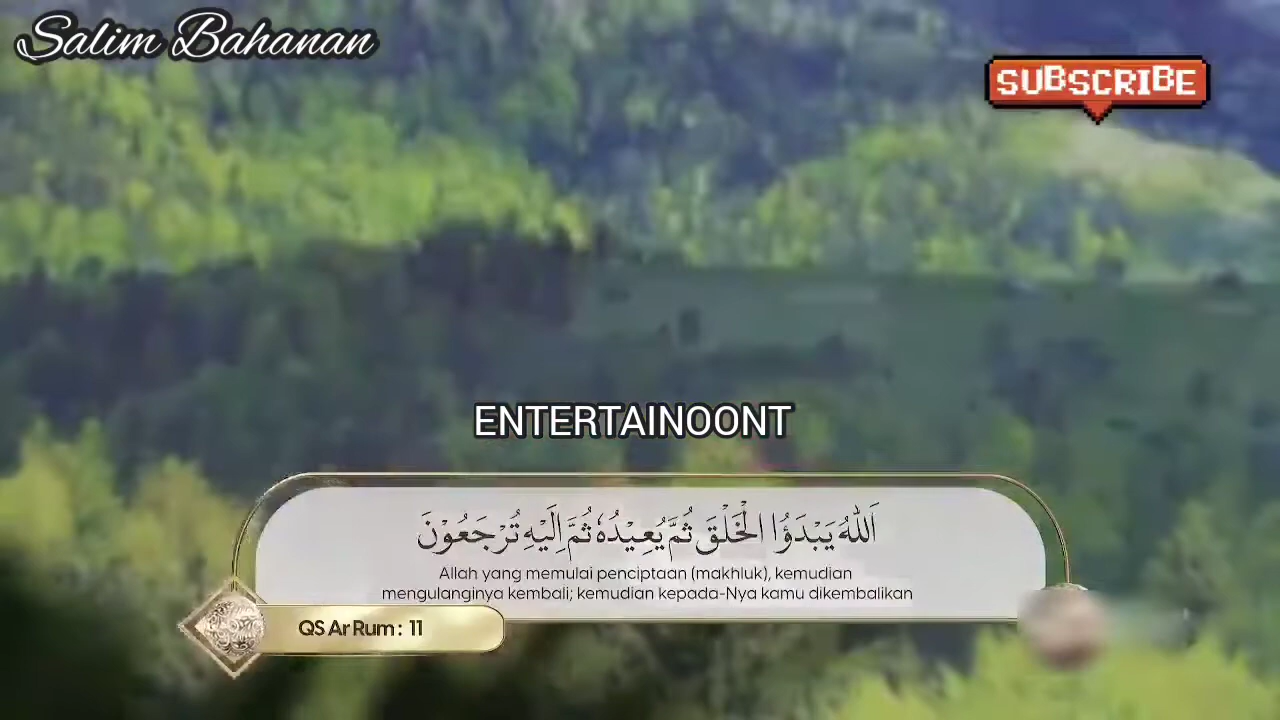 Salim Bahanan
SUBSCRIBE
ENTERTAINOONT
اَللّٰهُ يَبْدَؤُا الْخَلْقَ ثُمَّ يُعِيْدُهٗ ثُمَّ اِلَيْهِ تُرْجَعُوْنَ
Allah yang memulai penciptaan (makhluk), kemudian
mengulanginya kembali; kemudian kepada-Nya kamu dikembalikan
QS Ar Rum : 11